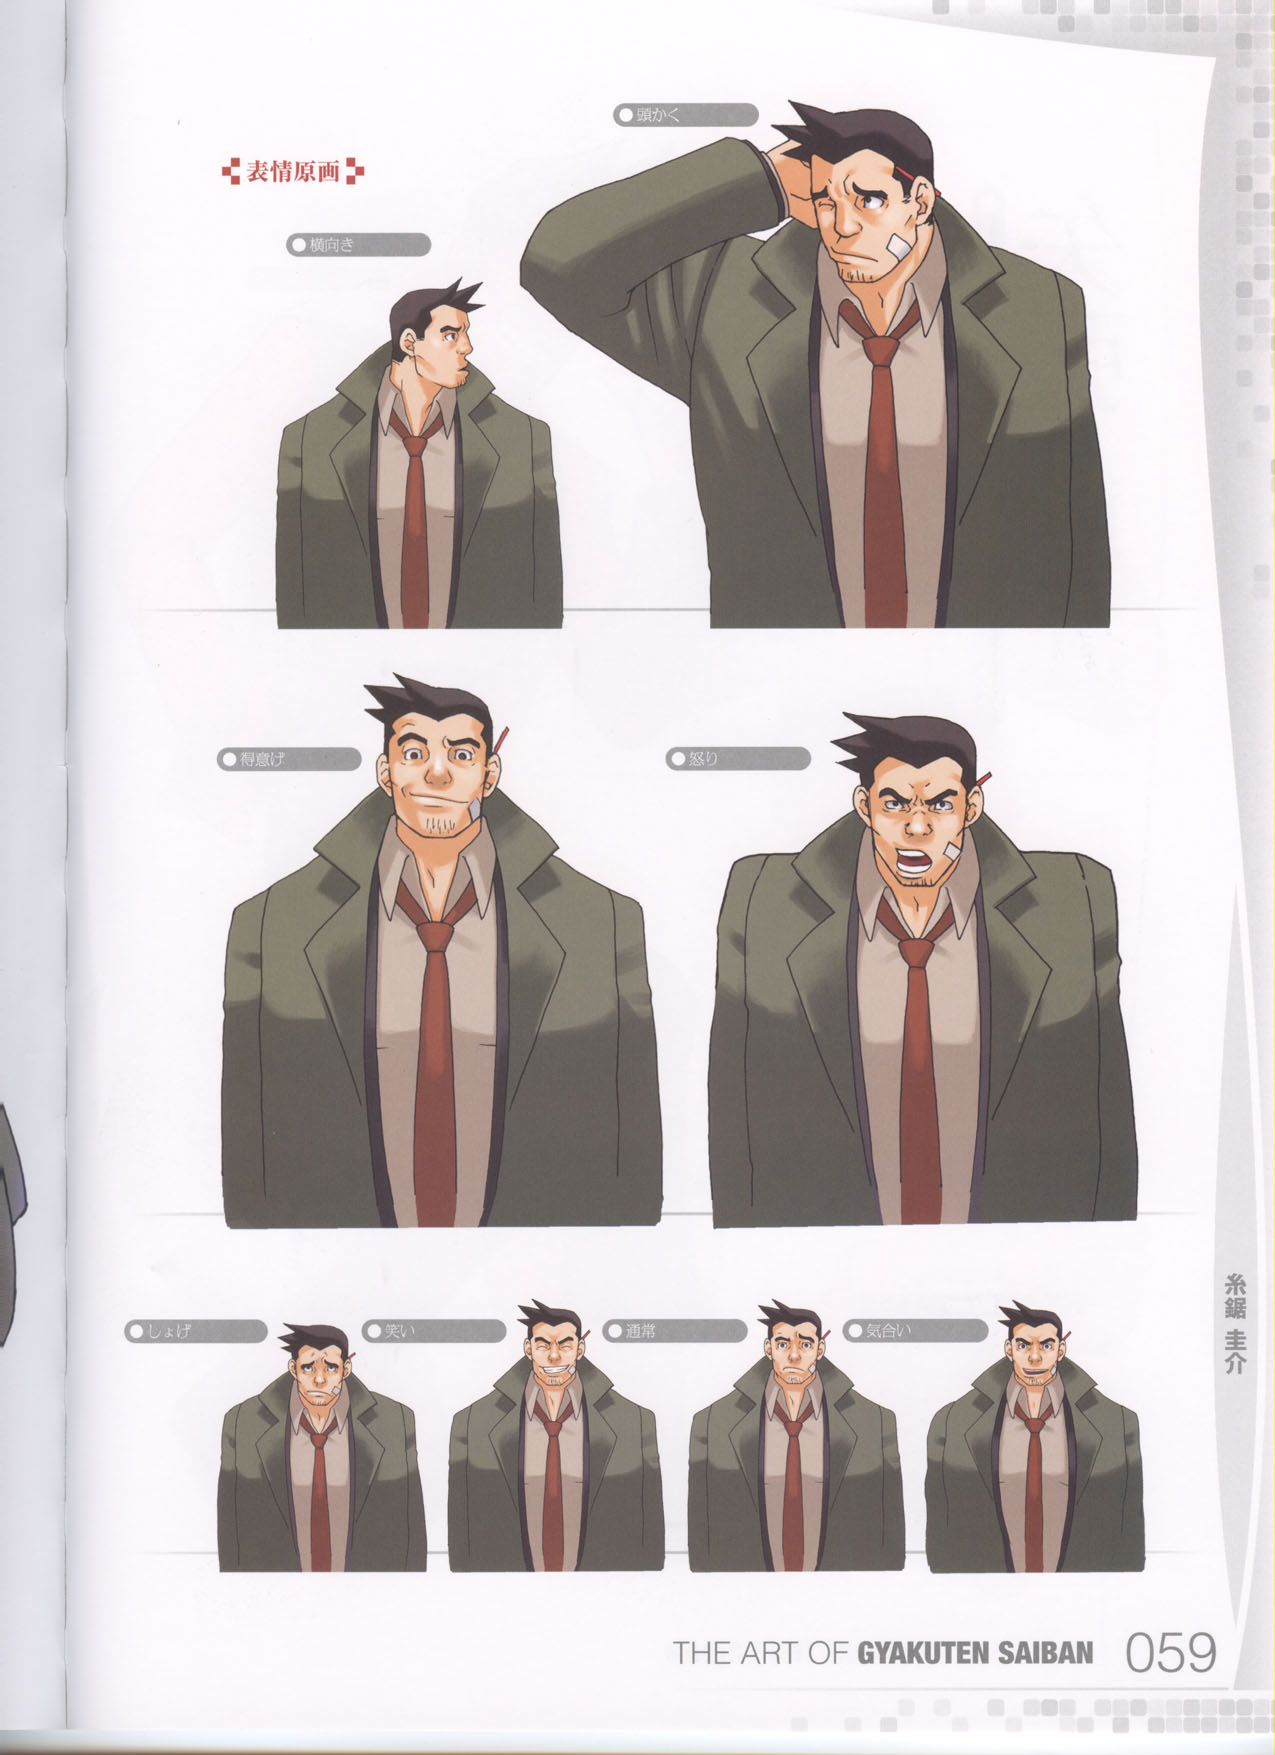 表情原画
頭かく
横向き
得意げ
怒り
しょげ
笑い
通常
気合い
糸鋸 圭介
THE ART OF GYAKUTEN SAIBAN 059